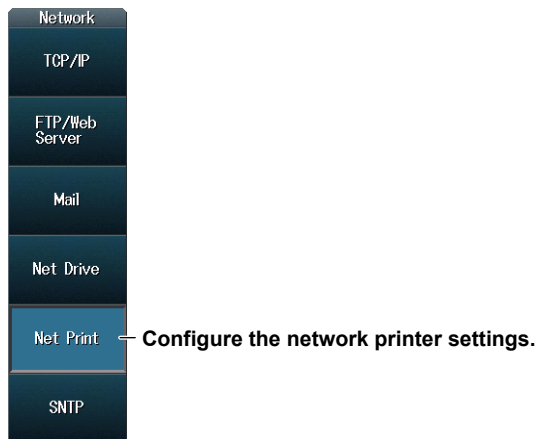 Network
TCP/IP
FTP/Web
Server
Mail
Net Drive
Net Print
Configure the network printer settings.
SNTP